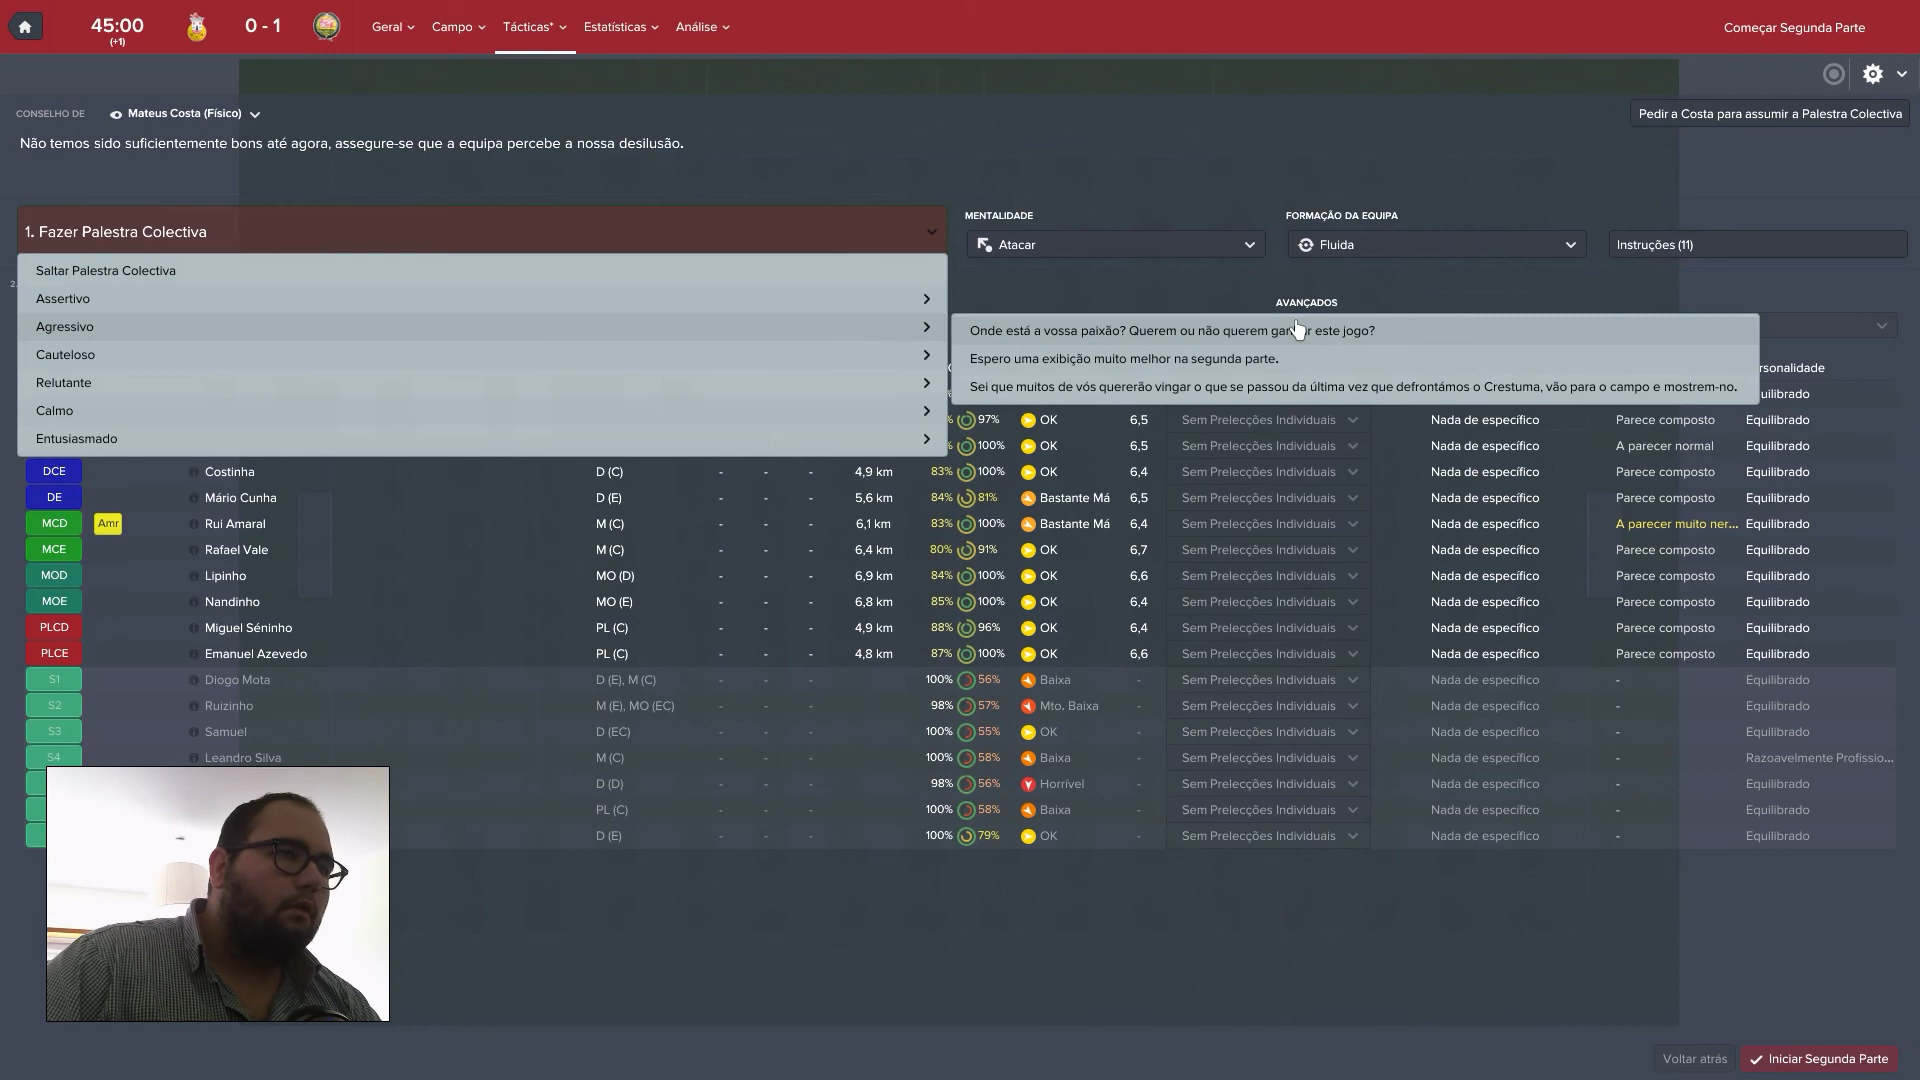 45:00
(+1)
0 - 1
Geral
Campo
Tácticas*
Estatísticas
Análise
Começar Segunda Parte
CONSELHO DE
Mateus Costa (Físico)
Pedir a Costa para assumir a Palestra Colectiva
Não temos sido suficientemente bons até agora, assegure-se que a equipa percebe a nossa desilusão.
1. Fazer Palestra Colectiva
MENTALIDADE
FORMAÇÃO DA EQUIPA
Atacar
Fluida
Instruções (11)
Saltar Palestra Colectiva
Assertivo
Agressivo
Cauteloso
Relutante
Calmo
Entusiasmado
AVANÇADOS
Onde está a vossa paixão? Querem ou não querem ganhar este jogo?
Espero uma exibição muito melhor na segunda parte.
Sei que muitos de vós quererão vingar o que se passou da última vez que defrontámos o Crestuma, vão para o campo e mostrem-no.
rsonalidade
uilibrado
97% OK 6,5 Sem Prelecções Individuais Nada de específico Parece composto Equilibrado
100% OK 6,5 Sem Prelecções Individuais Nada de específico A parecer normal Equilibrado
DCE Costinha D (C) - - - 4,9 km 83% 100% OK 6,4 Sem Prelecções Individuais Nada de específico Parece composto Equilibrado
DE Mário Cunha D (E) - - - 5,6 km 84% 81% Bastante Má 6,5 Sem Prelecções Individuais Nada de específico Parece composto Equilibrado
MCD Amr Rui Amaral M (C) - - - 6,1 km 83% 100% Bastante Má 6,4 Sem Prelecções Individuais Nada de específico A parecer muito ner... Equilibrado
MCE Rafael Vale M (C) - - - 6,4 km 80% 91% OK 6,7 Sem Prelecções Individuais Nada de específico Parece composto Equilibrado
MOD Lipinho MO (D) - - - 6,9 km 84% 100% OK 6,6 Sem Prelecções Individuais Nada de específico Parece composto Equilibrado
MOE Nandinho MO (E) - - - 6,8 km 85% 100% OK 6,4 Sem Prelecções Individuais Nada de específico Parece composto Equilibrado
PLCD Miguel Séninho PL (C) - - - 4,9 km 88% 96% OK 6,4 Sem Prelecções Individuais Nada de específico Parece composto Equilibrado
PLCE Emanuel Azevedo PL (C) - - - 4,8 km 87% 100% OK 6,6 Sem Prelecções Individuais Nada de específico Parece composto Equilibrado
S1 Diogo Mota D (E), M (C) - - - 100% 56% Baixa - Sem Prelecções Individuais Nada de específico - Equilibrado
S2 Ruizinho M (E), MO (EC) - - - 98% 57% Mto. Baixa - Sem Prelecções Individuais Nada de específico - Equilibrado
S3 Samuel D (EC) - - - 100% 55% OK - Sem Prelecções Individuais Nada de específico - Equilibrado
S4 Leandro Silva M (C) - - - 100% 58% Baixa - Sem Prelecções Individuais Nada de específico - Razoavelmente Profissio...
D (D) - - - 98% 56% Horrível - Sem Prelecções Individuais Nada de específico - Equilibrado
PL (C) - - - 100% 58% Baixa - Sem Prelecções Individuais Nada de específico - Equilibrado
D (E) - - - 100% 79% OK - Sem Prelecções Individuais Nada de específico - Equilibrado
Voltar atrás
Iniciar Segunda Parte